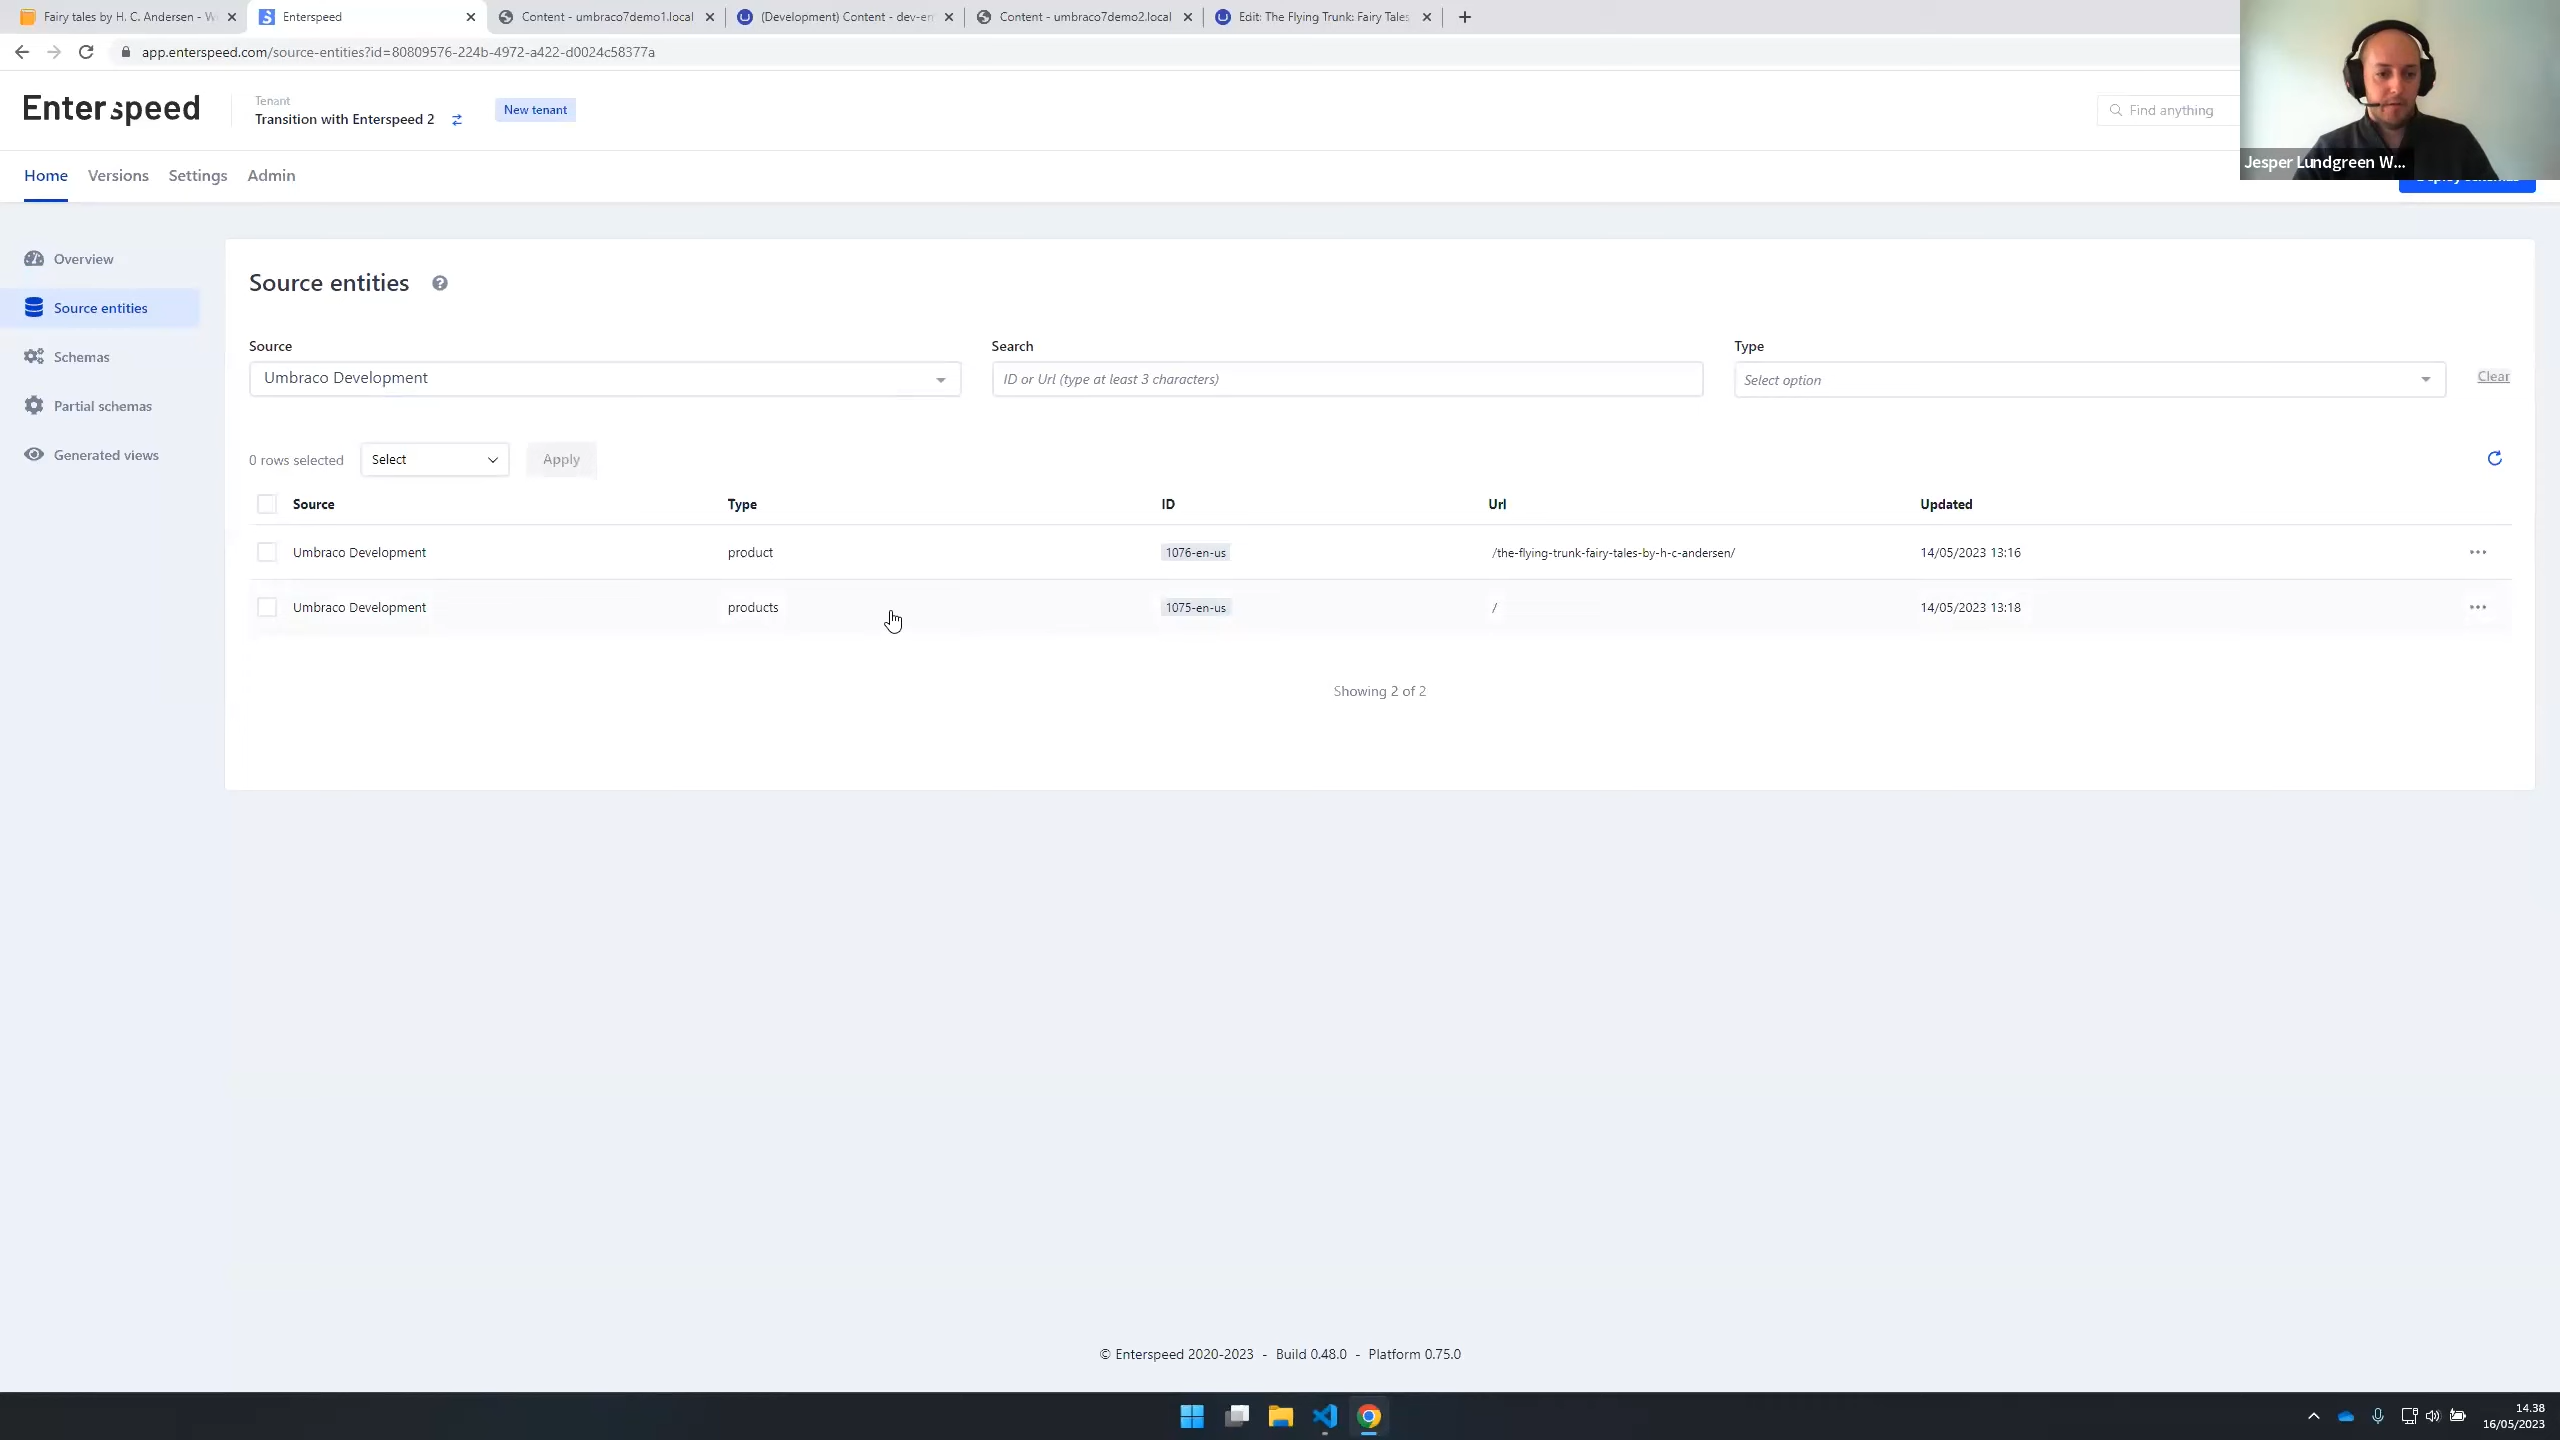 Fairy tales by H. C. Andersen - W
Enterspeed
Content - umbraco7demo1.local
(Development) Content - dev-en
Content - umbraco7demo2.local
Edit: The Flying Trunk: Fairy Tales
app.enterspeed.com/source-entities?id=80809576-224b-4972-a422-d0024c58377a
Enterspeed
Tenant
Transition with Enterspeed 2
New tenant
Find anything
Jesper Lundgreen W...
Home
Versions
Settings
Admin
Overview
Source entities
Schemas
Partial schemas
Generated views
Source entities
Source
Search
Type
Umbraco Development
ID or Url (type at least 3 characters)
Select option
Clear
0 rows selected
Select
Apply
Source Type ID Url Updated
Umbraco Development product 1076-en-us /the-flying-trunk-fairy-tales-by-h-c-andersen/ 14/05/2023 13:16
Umbraco Development products 1075-en-us / 14/05/2023 13:18
Showing 2 of 2
© Enterspeed 2020-2023 - Build 0.48.0 - Platform 0.75.0
14.38
16/05/2023